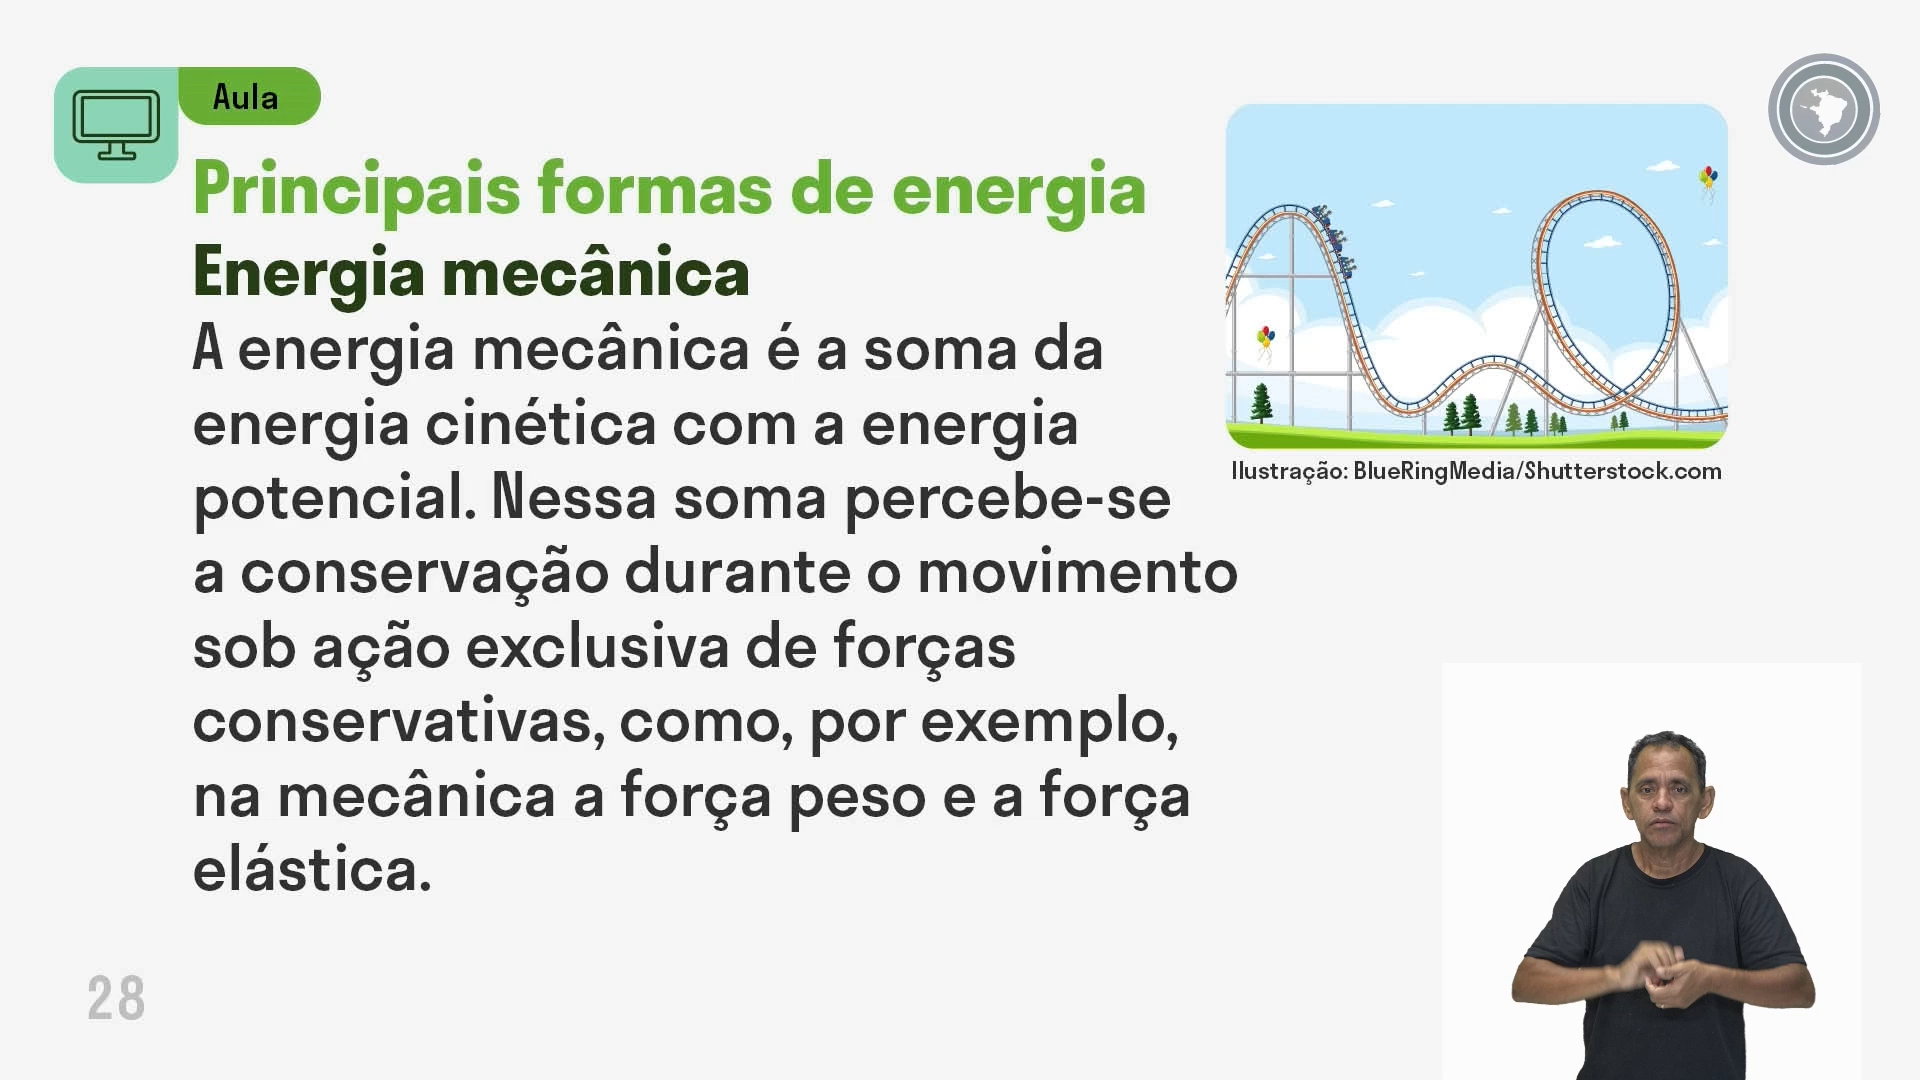 Aula
Principais formas de energia
Energia mecânica
A energia mecânica é a soma da
energia cinética com a energia
potencial. Nessa soma percebe-se
a conservação durante o movimento
sob ação exclusiva de forças
conservativas, como, por exemplo,
na mecânica a força peso e a força
elástica.
Ilustração: BlueRingMedia/Shutterstock.com
28